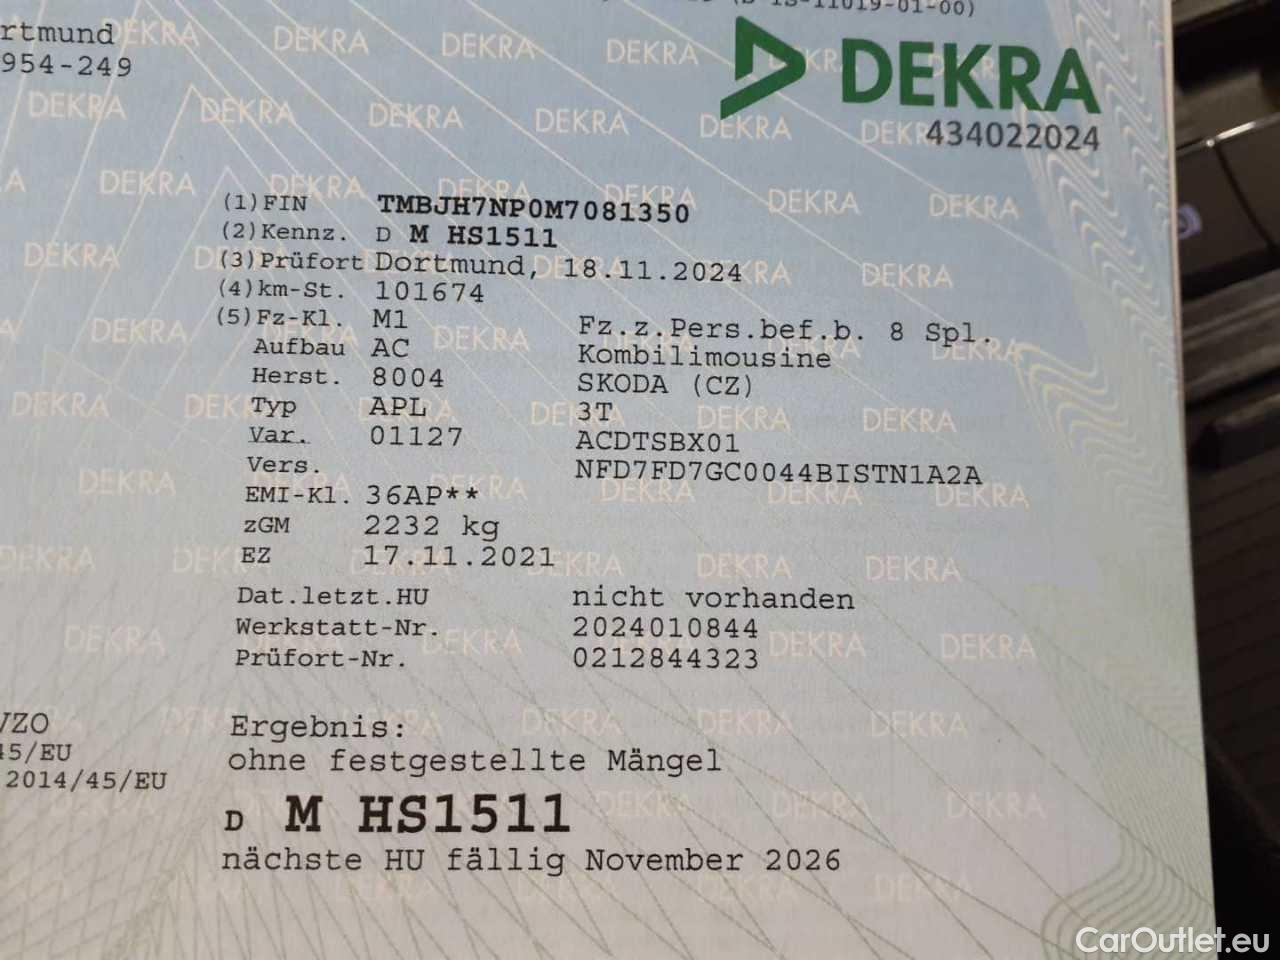 11019-01-00)
rtmund
954-249
DEKRA
434022024
(1)FIN TMBJH7NP0M7081350
(2)Kennz. D M HS1511
(3)Prüfort Dortmund, 18.11.2024
(4)km-St. 101674
(5)Fz-Kl. M1 Fz.z.Pers.bef.b. 8 Spl.
Aufbau AC Kombilimousine
Herst. 8004 SKODA (CZ)
Typ APL 3T
Var. 01127 ACDTSBX01
Vers. NFD7FD7GC0044BISTN1A2A
EMI-Kl. 36AP**
zGM 2232 kg
EZ 17.11.2021
Dat.letzt.HU nicht vorhanden
Werkstatt-Nr. 2024010844
Prüfort-Nr. 0212844323
VZO
45/EU
2014/45/EU
Ergebnis:
ohne festgestellte Mängel
D M HS1511
nächste HU fällig November 2026
CarOutlet.eu